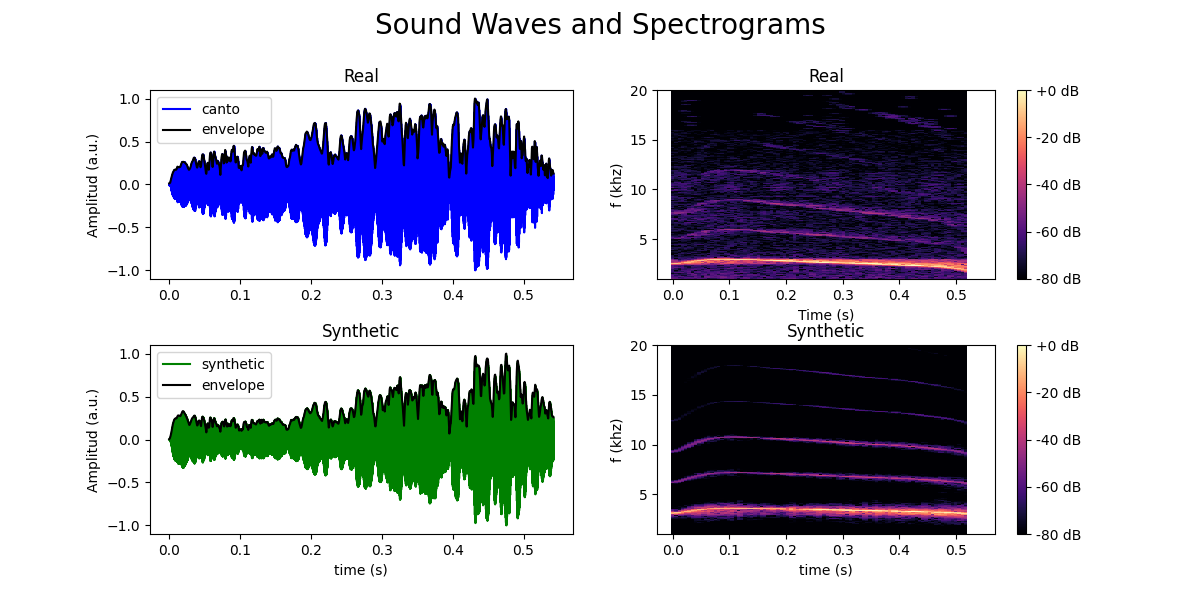 Sound Waves and Spectrograms
Real
Amplitud (a.u.)
1.0
0.5
0.0
−0.5
−1.0
canto
envelope
0.0 0.1 0.2 0.3 0.4 0.5
Real
f (khz)
20
15
10
5
0.0 0.1 0.2 0.3 0.4 0.5
Time (s)
+0 dB
-20 dB
-40 dB
-60 dB
-80 dB
Synthetic
Amplitud (a.u.)
1.0
0.5
0.0
−0.5
−1.0
synthetic
envelope
0.0 0.1 0.2 0.3 0.4 0.5
time (s)
Synthetic
f (khz)
20
15
10
5
0.0 0.1 0.2 0.3 0.4 0.5
time (s)
+0 dB
-20 dB
-40 dB
-60 dB
-80 dB